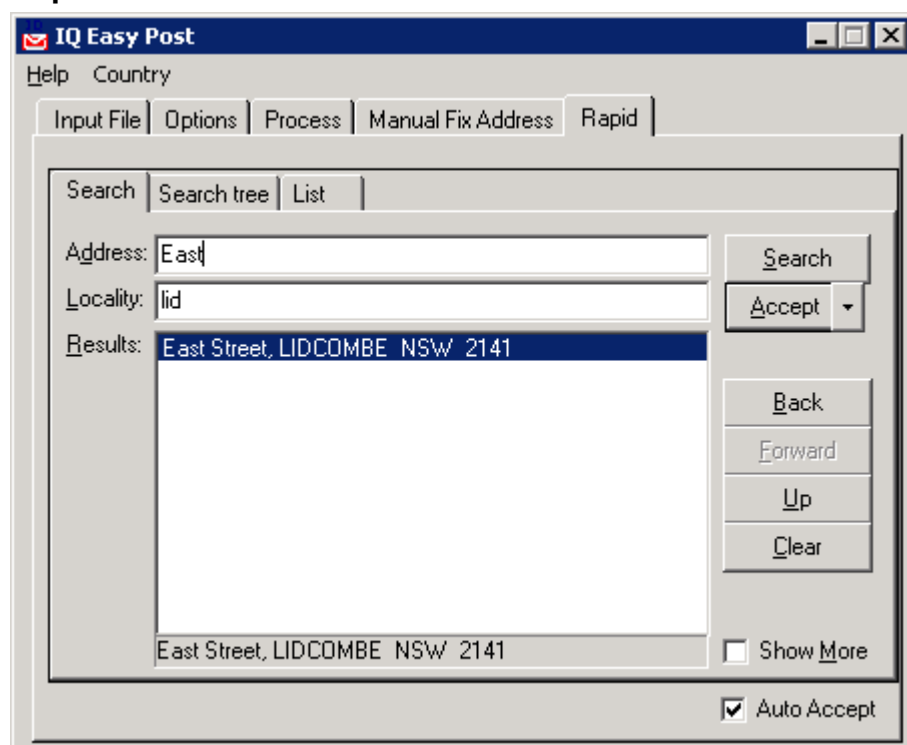 IQ Easy Post
Help Country
Input File Options Process Manual Fix Address Rapid
Search Search tree List
Address: East Search
Locality: lid Accept
Results: East Street, LIDCOMBE NSW 2141
Back
Forward
Up
Clear
East Street, LIDCOMBE NSW 2141 Show More
Auto Accept